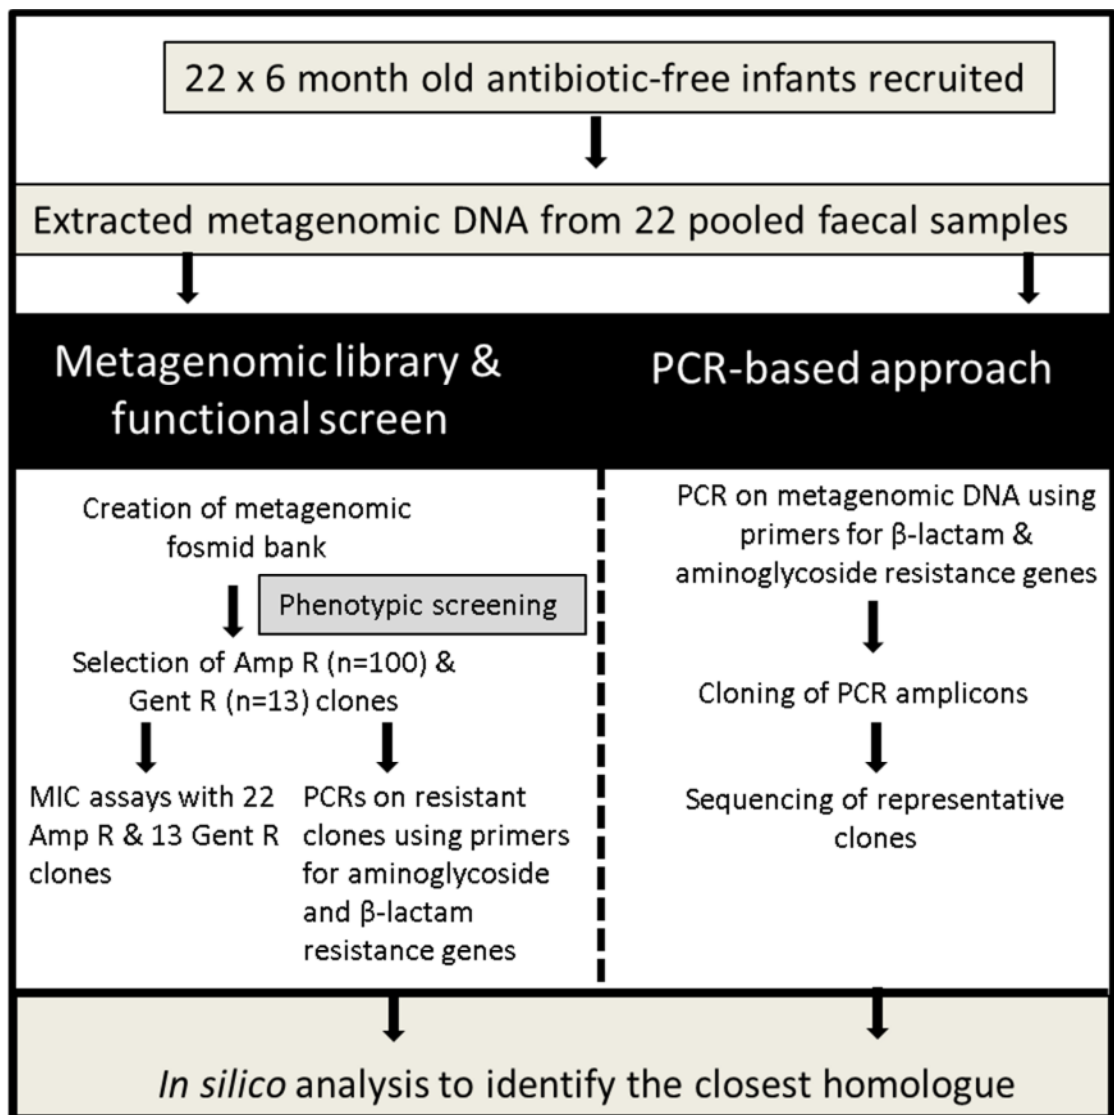 22 x 6 month old antibiotic-free infants recruited
Extracted metagenomic DNA from 22 pooled faecal samples
Metagenomic library &
functional screen
PCR-based approach
Creation of metagenomic
fosmid bank
Phenotypic screening
Selection of Amp R (n=100) &
Gent R (n=13) clones
MIC assays with 22
Amp R & 13 Gent R
clones
PCRs on resistant
clones using primers
for aminoglycoside
and β-lactam
resistance genes
PCR on metagenomic DNA using
primers for β-lactam &
aminoglycoside resistance genes
Cloning of PCR amplicons
Sequencing of representative
clones
In silico analysis to identify the closest homologue